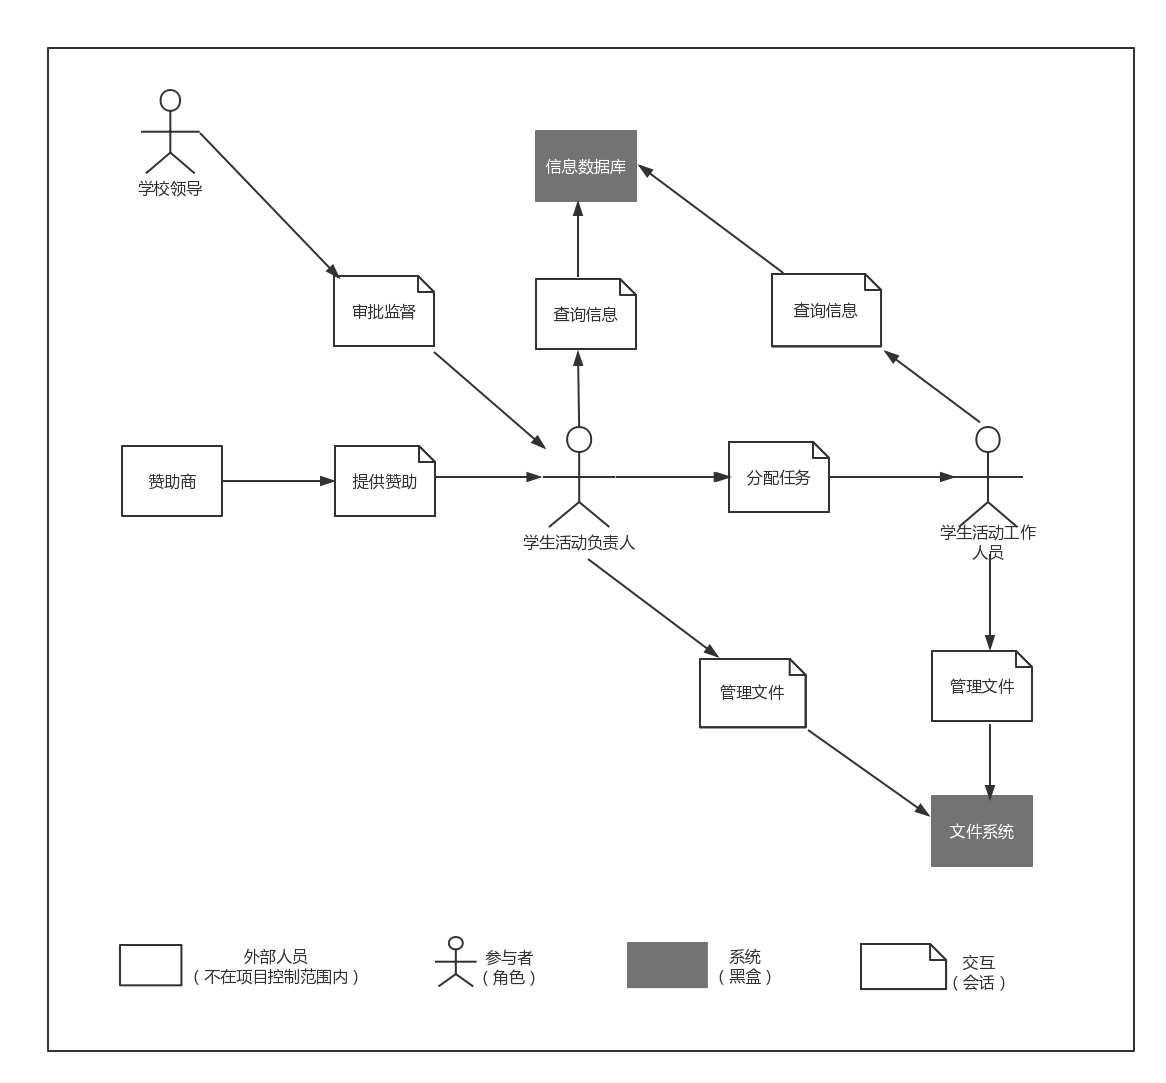 学校领导
信息数据库
审批监督
查询信息
查询信息
赞助商
提供赞助
分配任务
学生活动负责人
学生活动工作
人员
管理文件
管理文件
文件系统
外部人员
（不在项目控制范围内）
参与者
（角色）
系统
（黑盒）
交互
（会话）